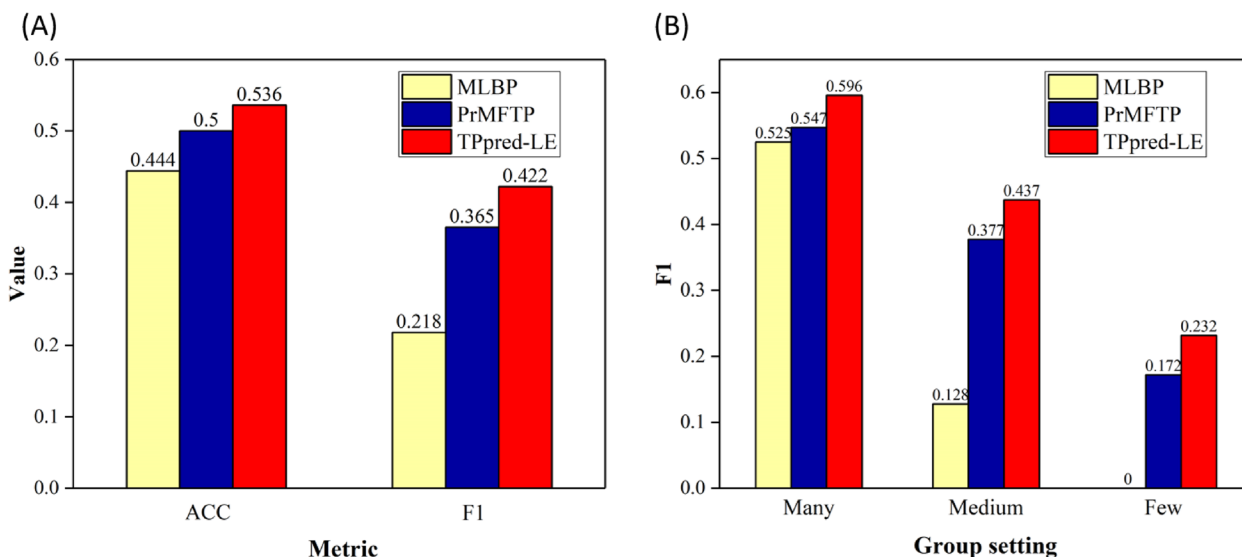 (A)
0.6
0.5
0.4
0.3
0.2
0.1
0.0
Value
MLBP
PrMFTP
TPpred-LE
0.444
0.5
0.536
0.218
0.365
0.422
ACC
F1
Metric
(B)
0.6
0.5
0.4
0.3
0.2
0.1
0.0
F1
MLBP
PrMFTP
TPpred-LE
0.525
0.547
0.596
0.128
0.377
0.437
0
0.172
0.232
Many
Medium
Few
Group setting